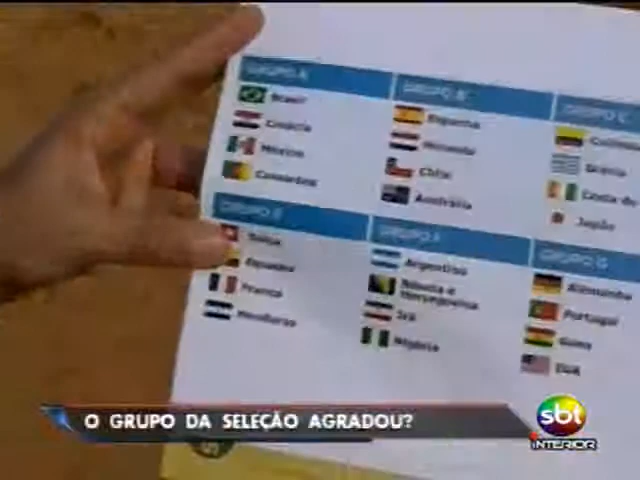 GRUPO A
Brasil
Croácia
México
Camarões
GRUPO B
Espanha
Holanda
Chile
Austrália
GRUPO C
Grécia
Costa do
Japão
GRUPO E
Suíça
Equador
França
Honduras
GRUPO F
Argentina
Bósnia e
Herzegovina
Irã
Nigéria
GRUPO G
Alemanha
Portugal
Gana
EUA
O GRUPO DA SELEÇÃO AGRADOU?
sbt
INTERIOR